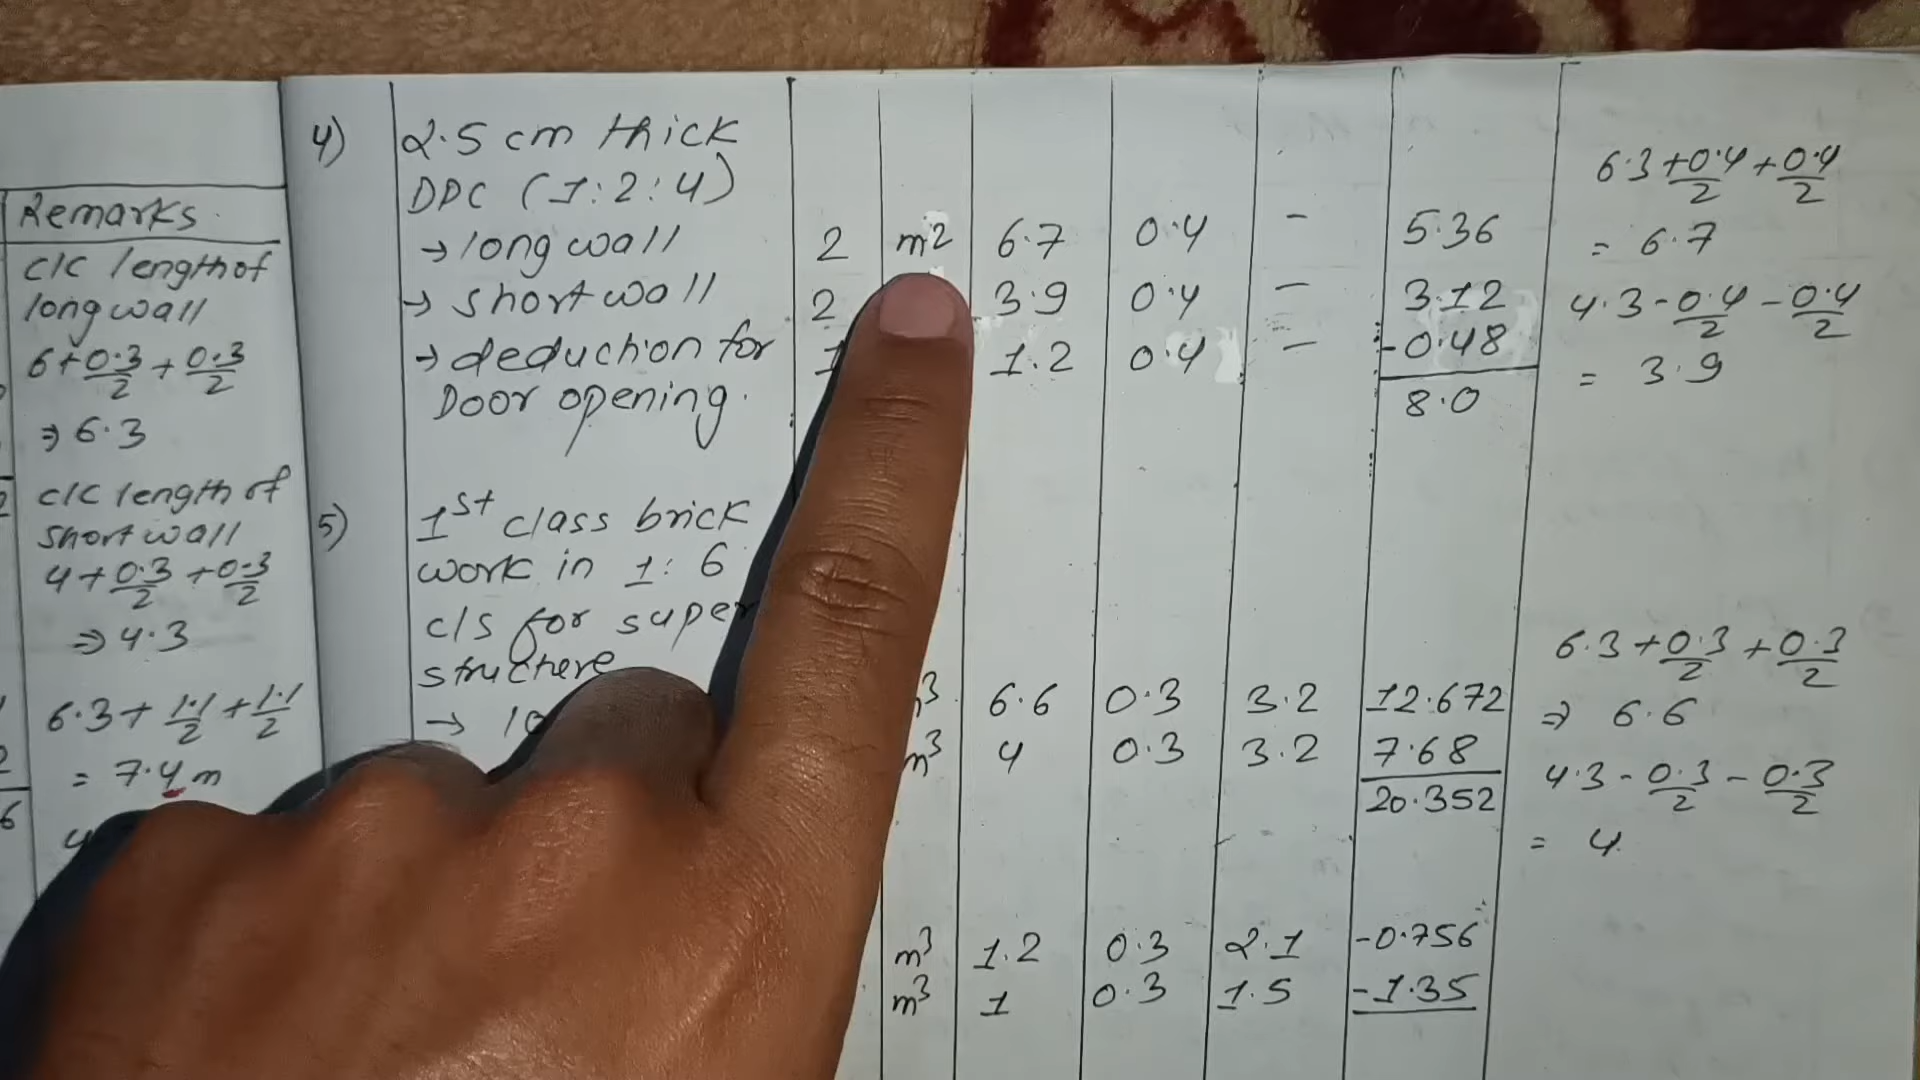 Remarks
C/C length of
long wall
6+0.3/2+0.3/2
⇒ 6.3
C/C length of
short wall
4+0.3/2+0.3/2
⇒ 4.3
6.3+1.1/2+1.1/2
= 7.4m
4) 2.5 cm thick
DPC (1:2:4)
→ long wall 2 m2 6.7 0.4 - 5.36
→ short wall 2 3.9 0.4 - 3.12
→ deduction for 1 1.2 0.4 - -0.48
Door opening. 8.0
6.3+0.4/2+0.4/2
= 6.7
4.3-0.4/2-0.4/2
= 3.9
5) 1st class brick
work in 1:6
c/s for super
structere
m3 6.6 0.3 3.2 12.672
m3 4 0.3 3.2 7.68
20.352
m3 1.2 0.3 2.1 -0.756
m3 1 0.3 1.5 -1.35
6.3+0.3/2+0.3/2
⇒ 6.6
4.3-0.3/2-0.3/2
= 4